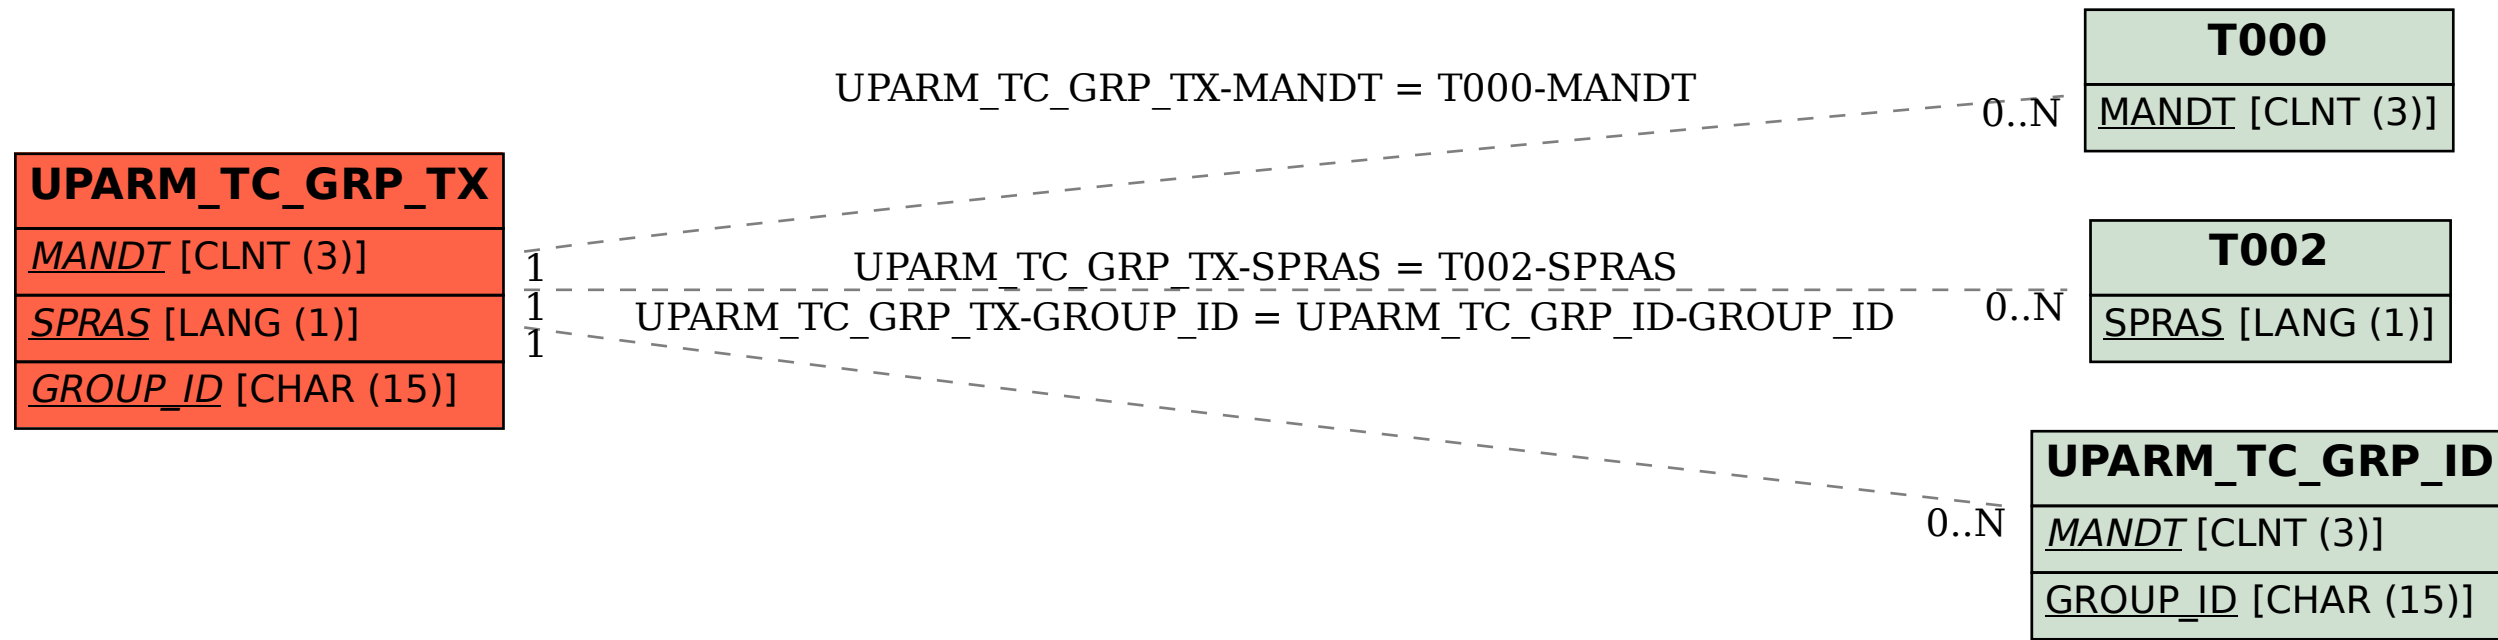 T000
MANDT [CLNT (3)]
UPARM_TC_GRP_TX-MANDT = T000-MANDT
0..N
UPARM_TC_GRP_TX
MANDT [CLNT (3)]
SPRAS [LANG (1)]
GROUP_ID [CHAR (15)]
1
UPARM_TC_GRP_TX-SPRAS = T002-SPRAS
1
0..N
T002
SPRAS [LANG (1)]
UPARM_TC_GRP_TX-GROUP_ID = UPARM_TC_GRP_ID-GROUP_ID
1
0..N
UPARM_TC_GRP_ID
MANDT [CLNT (3)]
GROUP_ID [CHAR (15)]